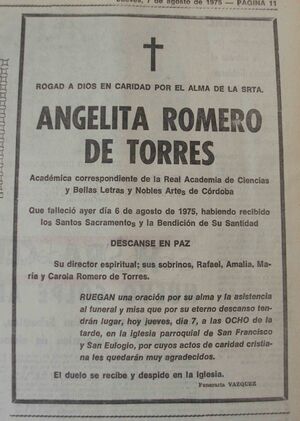 Jueves, 7 de agosto de 1975 — PAGINA 11
ROGAD A DIOS EN CARIDAD POR EL ALMA DE LA SRTA.
ANGELITA ROMERO
DE TORRES
Académica correspondiente de la Real Academia de Ciencias
y Bellas Letras y Nobles Artes de Córdoba
Que falleció ayer día 6 de agosto de 1975, habiendo recibido
los Santos Sacramentos y la Bendición de Su Santidad
DESCANSE EN PAZ
Su director espiritual; sus sobrinos, Rafael, Amalia, Ma-
ría y Carola Romero de Torres.
RUEGAN una oración por su alma y la asistencia
al funeral y misa que por su eterno descanso ten-
drán lugar, hoy jueves, día 7, a las OCHO de la
tarde, en la iglesia parroquial de San Francisco
y San Eulogio, por cuyos actos de caridad cristia-
na les quedarán muy agradecidos.
El duelo se recibe y despide en la iglesia.
Funeraria VAZQUEZ